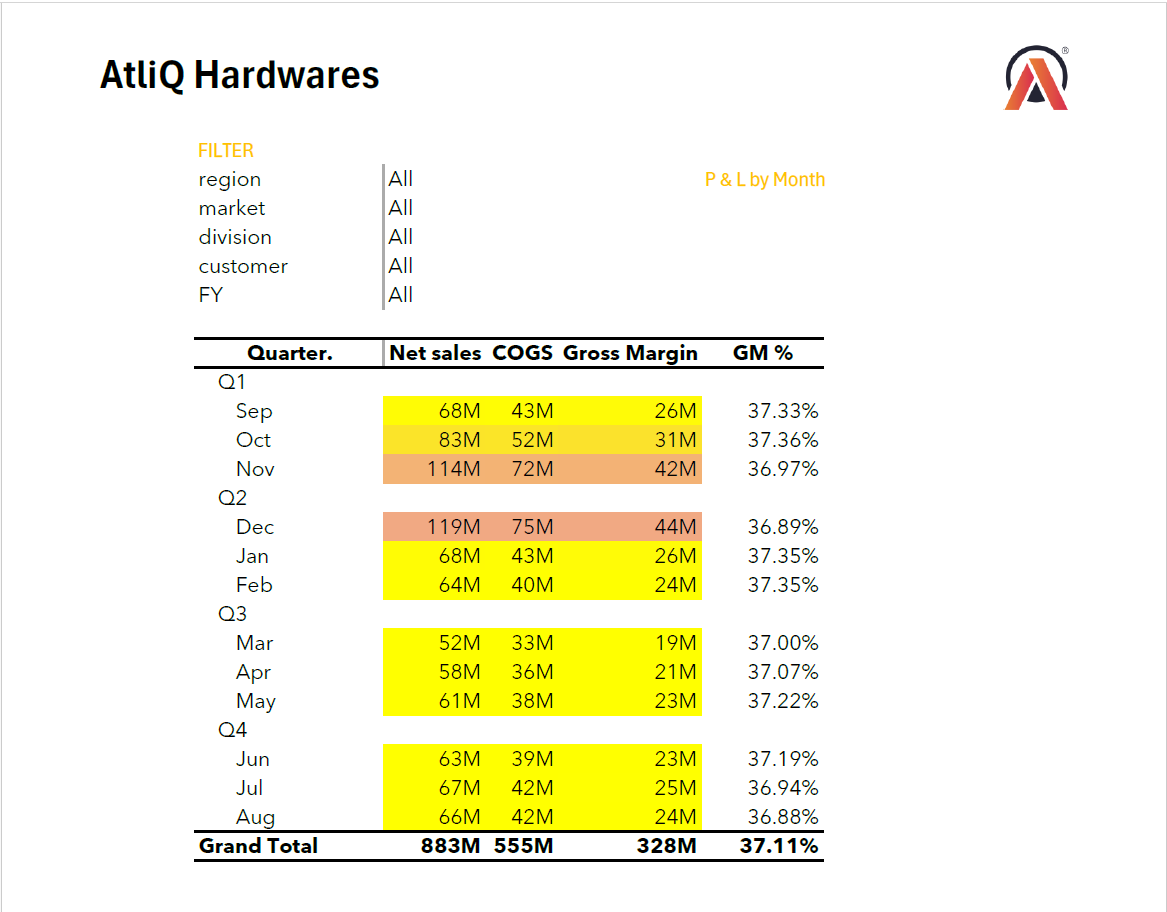 AtliQ Hardwares
®
FILTER
region All P & L by Month
market All
division All
customer All
FY All
Quarter. Net sales COGS Gross Margin GM %
Q1
Sep 68M 43M 26M 37.33%
Oct 83M 52M 31M 37.36%
Nov 114M 72M 42M 36.97%
Q2
Dec 119M 75M 44M 36.89%
Jan 68M 43M 26M 37.35%
Feb 64M 40M 24M 37.35%
Q3
Mar 52M 33M 19M 37.00%
Apr 58M 36M 21M 37.07%
May 61M 38M 23M 37.22%
Q4
Jun 63M 39M 23M 37.19%
Jul 67M 42M 25M 36.94%
Aug 66M 42M 24M 36.88%
Grand Total 883M 555M 328M 37.11%